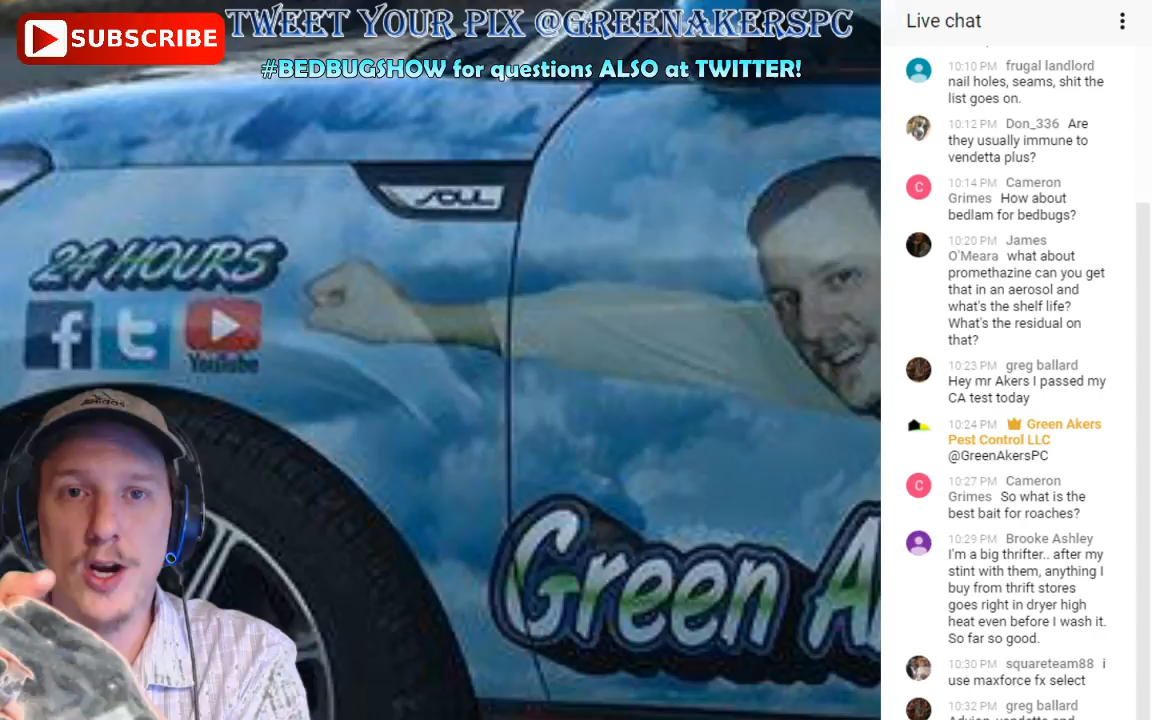 SUBSCRIBE
TWEET YOUR PIX @GREENAKERSPC
#BEDBUGSHOW for questions ALSO at TWITTER!
SOUL
24 HOURS
f t YouTube
Green A
Live chat
10:10 PM frugal landlord
nail holes, seams, shit the
list goes on.
10:12 PM Don_336 Are
they usually immune to
vendetta plus?
C 10:14 PM Cameron
Grimes How about
bedlam for bedbugs?
10:20 PM James
O'Meara what about
promethazine can you get
that in an aerosol and
what's the shelf life?
What's the residual on
that?
10:23 PM greg ballard
Hey mr Akers I passed my
CA test today
10:24 PM Green Akers
Pest Control LLC
@GreenAkersPC
C 10:27 PM Cameron
Grimes So what is the
best bait for roaches?
10:29 PM Brooke Ashley
I'm a big thrifter.. after my
stint with them, anything I
buy from thrift stores
goes right in dryer high
heat even before I wash it.
So far so good.
10:30 PM squareteam88 i
use maxforce fx select
10:32 PM greg ballard